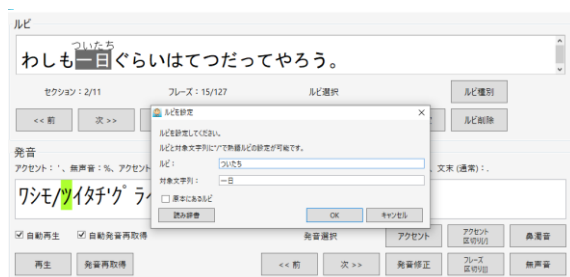 ルビ
ついたち
わしも一日ぐらいはてつだってやろう。
セクション：2/11
フレーズ：15/127
ルビ選択
ルビ種別
<< 前
次 >>
ルビ削除
ルビを設定
ルビを設定してください。
ルビと対象文字列に"/"で熟語ルビの設定が可能です。
ルビ：
ついたち
対象文字列：
一日
原本にあるルビ
読み辞書
OK
キャンセル
発音
アクセント：'、無声音：%、アクセント
文末 (通常)：.
ワシモ/ツイタチ'グ ラ
自動再生
自動発音再取得
発音選択
アクセント
アクセント
区切り[/]
鼻濁音
再生
発音再取得
<< 前
次 >>
発音修正
フレーズ
区切り[|]
無声音